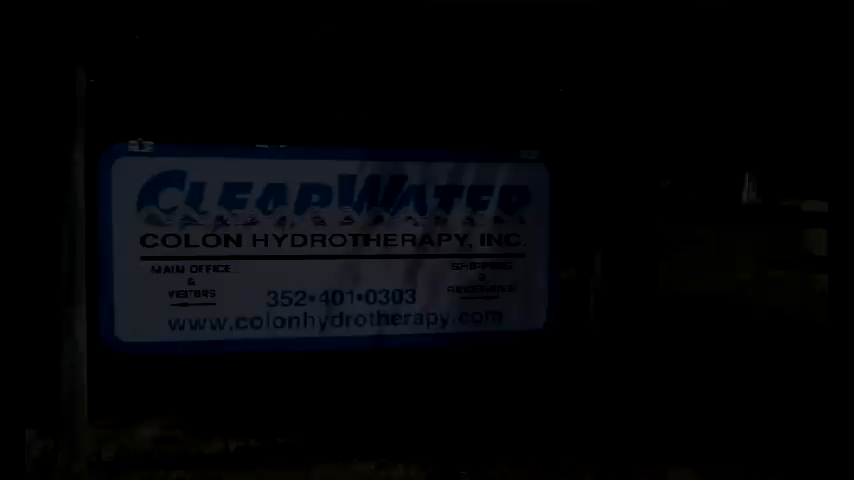 CLEARWATER
COLON HYDROTHERAPY, INC.
MAIN OFFICE
&
VISITORS
SHIPPING
&
RECEIVING
352•401•0303
www.colonhydrotherapy.com